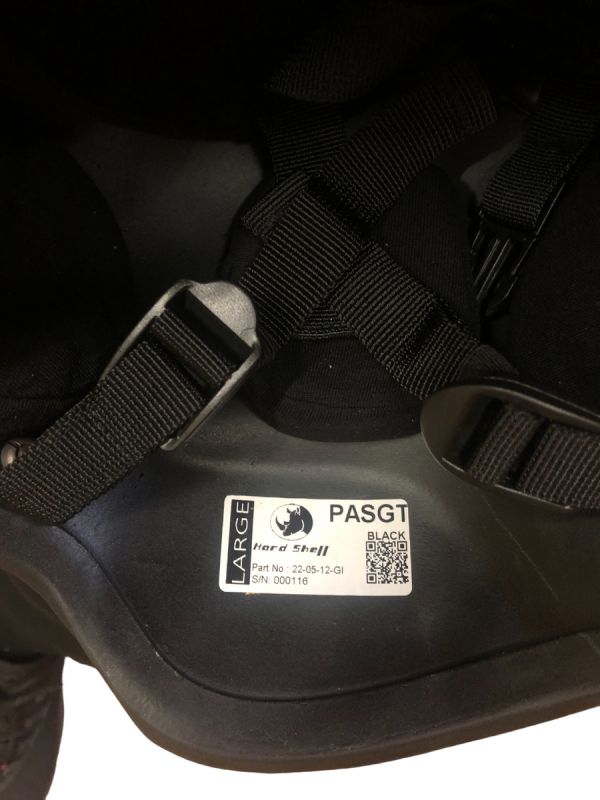 LARGE
PASGT
BLACK
Hard Shell
Part No : 22-05-12-GI
S/N: 000116